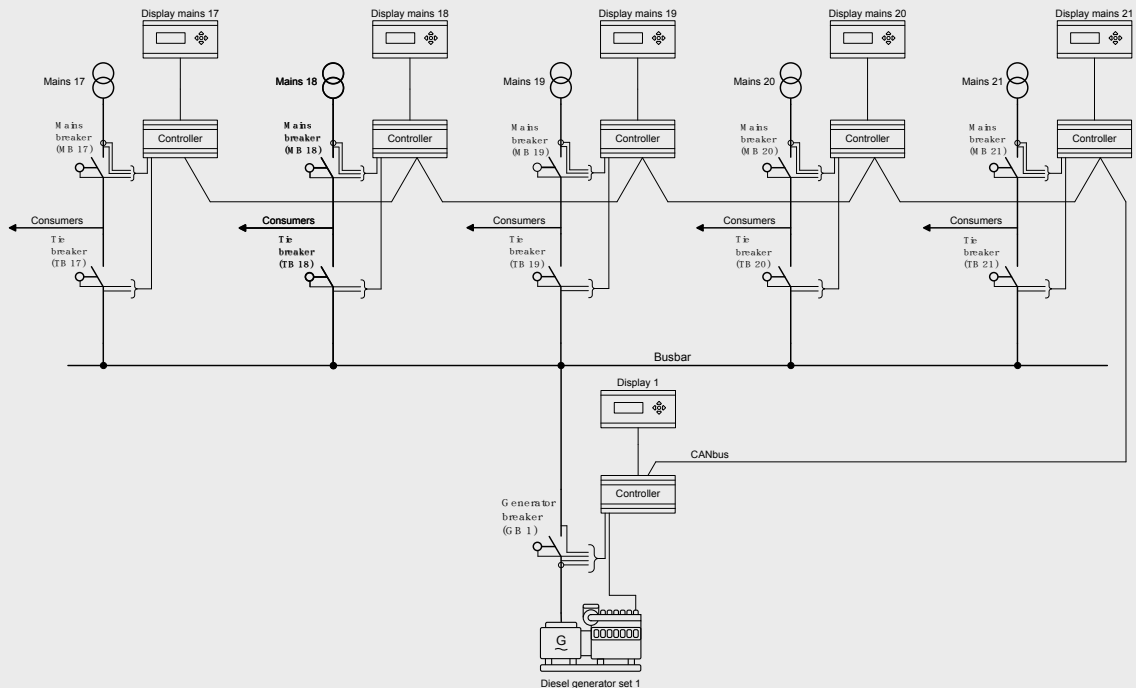 Display mains 17
Display mains 18
Display mains 19
Display mains 20
Display mains 21
Mains 17
Mains 18
Mains 19
Mains 20
Mains 21
Mains
breaker
(MB 17)
Controller
Mains
breaker
(MB 18)
Controller
Mains
breaker
(MB 19)
Controller
Mains
breaker
(MB 20)
Controller
Mains
breaker
(MB 21)
Controller
Consumers
Consumers
Consumers
Consumers
Consumers
Tie
breaker
(TB 17)
Tie
breaker
(TB 18)
Tie
breaker
(TB 19)
Tie
breaker
(TB 20)
Tie
breaker
(TB 21)
Busbar
Display 1
CANbus
Controller
Generator
breaker
(GB 1)
G
~
Diesel generator set 1